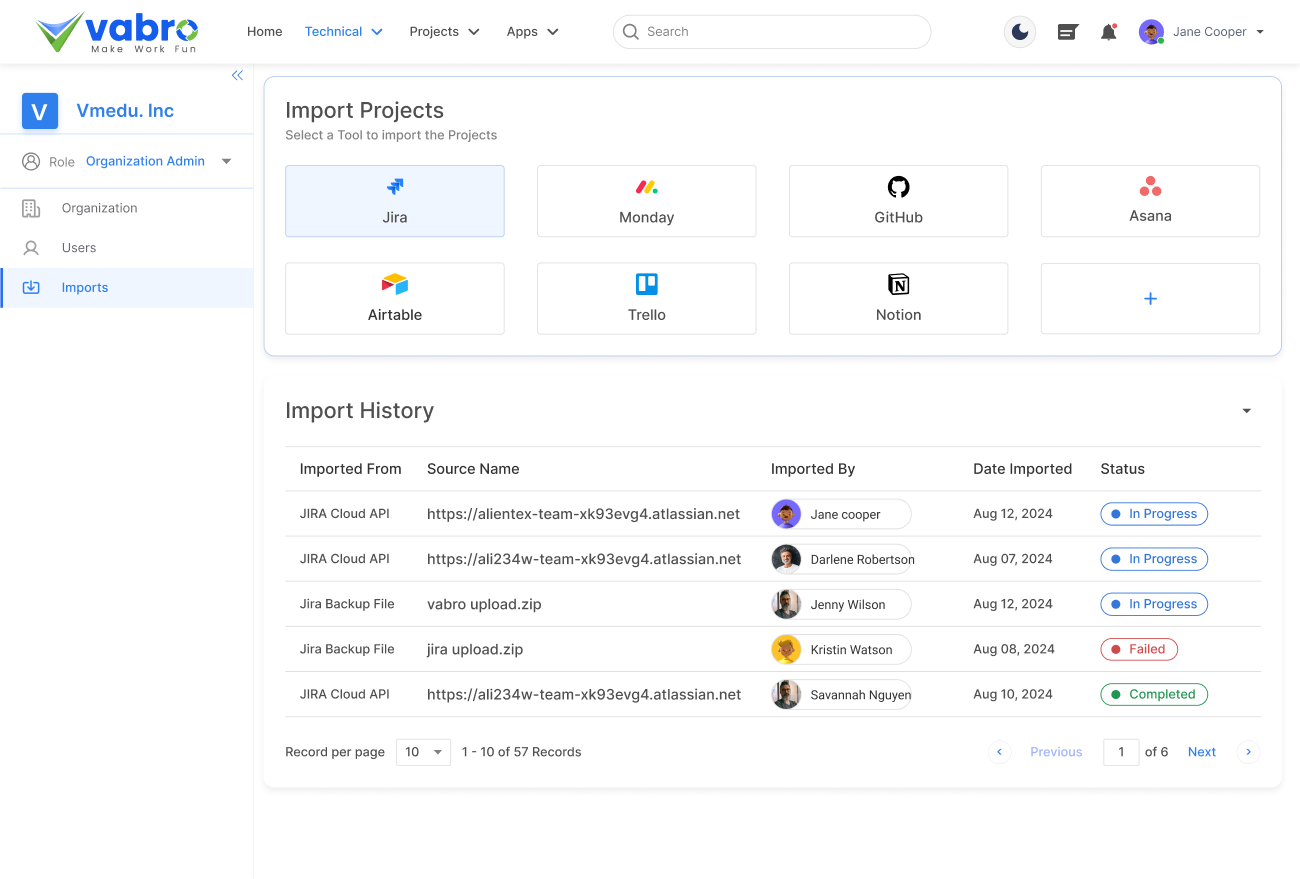 vabro
Make Work Fun
Home Technical Projects Apps Search Jane Cooper
V Vmedu. Inc
Role Organization Admin
Organization
Users
Imports
Import Projects
Select a Tool to import the Projects
Jira Monday GitHub Asana
Airtable Trello Notion +
Import History
Imported From Source Name Imported By Date Imported Status
JIRA Cloud API https://alientex-team-xk93evg4.atlassian.net Jane cooper Aug 12, 2024 In Progress
JIRA Cloud API https://ali234w-team-xk93evg4.atlassian.net Darlene Robertson Aug 07, 2024 In Progress
Jira Backup File vabro upload.zip Jenny Wilson Aug 12, 2024 In Progress
Jira Backup File jira upload.zip Kristin Watson Aug 08, 2024 Failed
JIRA Cloud API https://ali234w-team-xk93evg4.atlassian.net Savannah Nguyen Aug 10, 2024 Completed
Record per page 10 1 - 10 of 57 Records Previous 1 of 6 Next